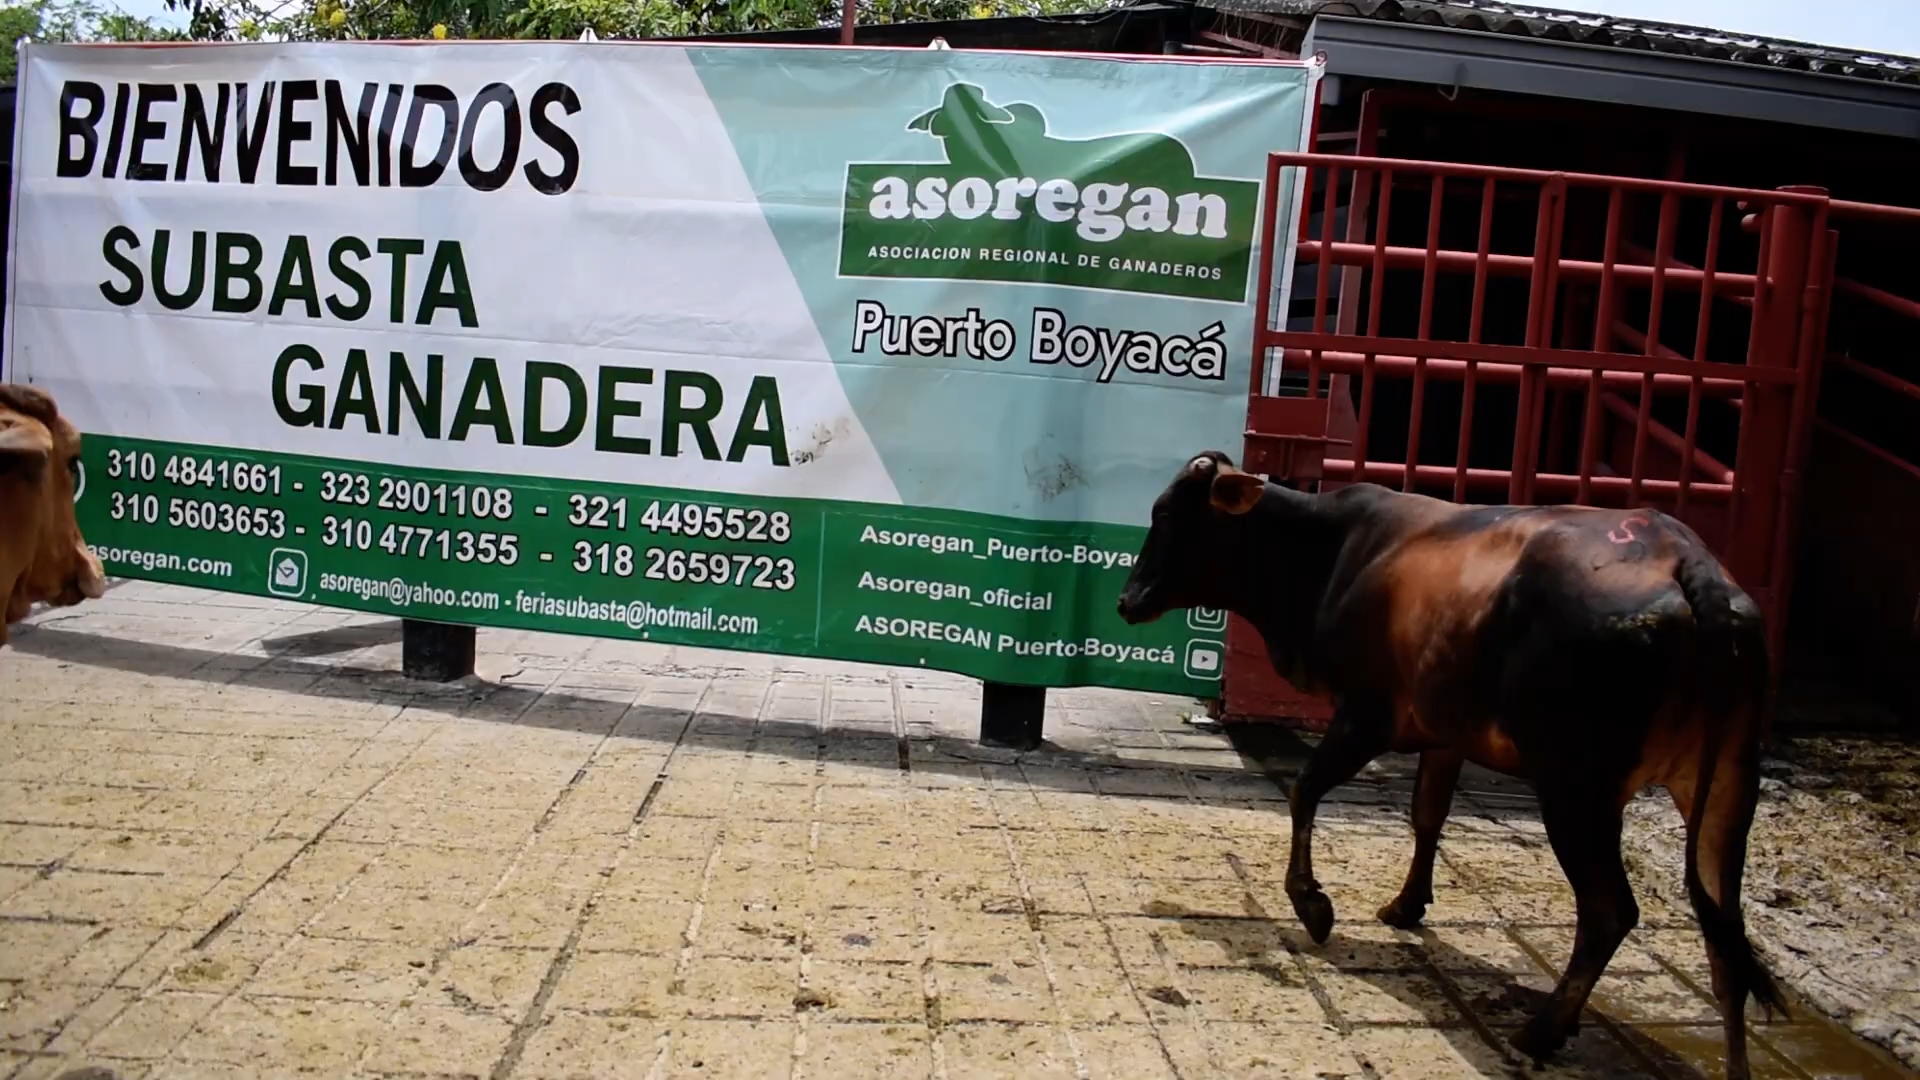 BIENVENIDOS
SUBASTA
GANADERA
asoregan
ASOCIACION REGIONAL DE GANADEROS
Puerto Boyacá
310 4841661 - 323 2901108 - 321 4495528
310 5603653 - 310 4771355 - 318 2659723
asoregan.com
asoregan@yahoo.com - feriasubasta@hotmail.com
Asoregan_Puerto-Boyac
Asoregan_oficial
ASOREGAN Puerto-Boyacá